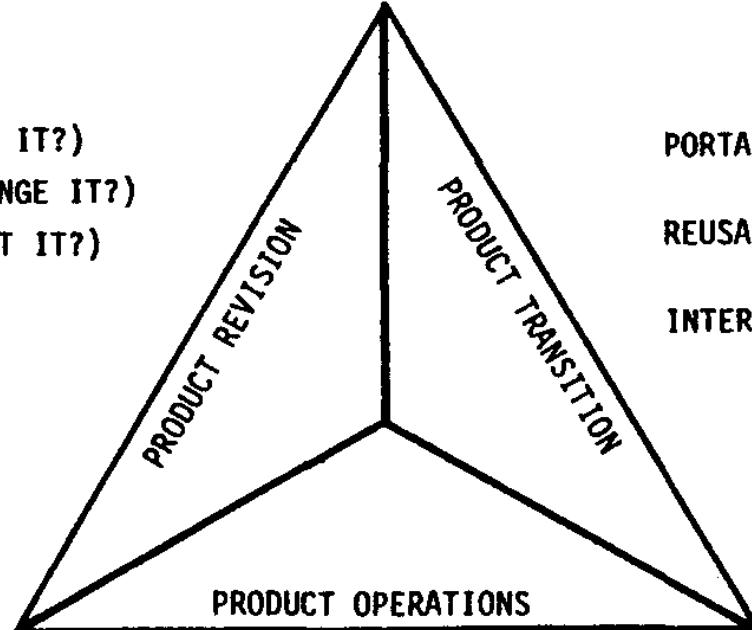 IT?)
NGE IT?)
T IT?)
PORTA
REUSA
INTER
PRODUCT REVISION
PRODUCT TRANSITION
PRODUCT OPERATIONS